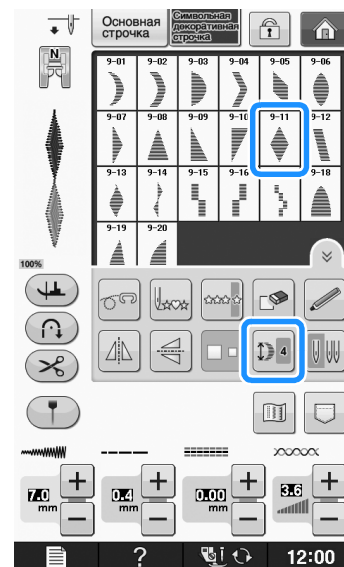 Основная строчка
Символьная декоративная строчка
N
9-01 9-02 9-03 9-04 9-05 9-06
9-07 9-08 9-09 9-10 9-11 9-12
9-13 9-14 9-15 9-16 9-18
9-19 9-20
100%
4
7.0 mm 0.4 mm 0.00 mm 3.6
? 12:00